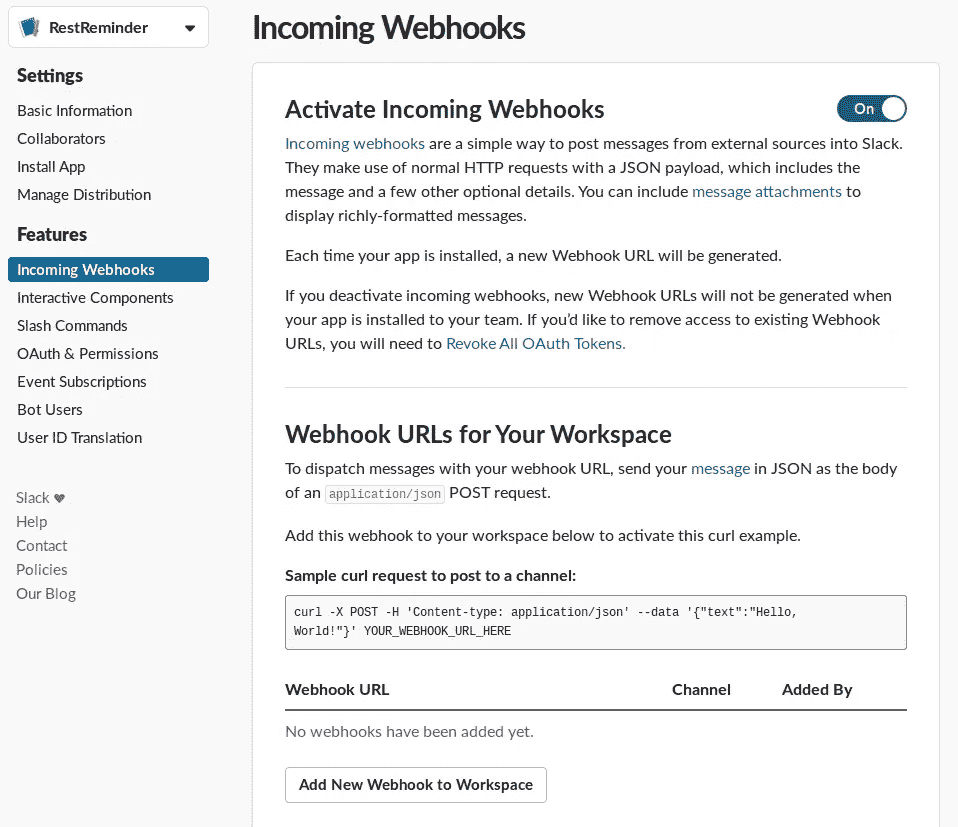 RestReminder
Settings
Basic Information
Collaborators
Install App
Manage Distribution
Features
Incoming Webhooks
Interactive Components
Slash Commands
OAuth & Permissions
Event Subscriptions
Bot Users
User ID Translation
Slack
Help
Contact
Policies
Our Blog
Incoming Webhooks
Activate Incoming Webhooks
On
Incoming webhooks are a simple way to post messages from external sources into Slack.
They make use of normal HTTP requests with a JSON payload, which includes the
message and a few other optional details. You can include message attachments to
display richly-formatted messages.
Each time your app is installed, a new Webhook URL will be generated.
If you deactivate incoming webhooks, new Webhook URLs will not be generated when
your app is installed to your team. If you’d like to remove access to existing Webhook
URLs, you will need to Revoke All OAuth Tokens.
Webhook URLs for Your Workspace
To dispatch messages with your webhook URL, send your message in JSON as the body
of an application/json POST request.
Add this webhook to your workspace below to activate this curl example.
Sample curl request to post to a channel:
curl -X POST -H 'Content-type: application/json' --data '{"text":"Hello,
World!"}' YOUR_WEBHOOK_URL_HERE
Webhook URL Channel Added By
No webhooks have been added yet.
Add New Webhook to Workspace